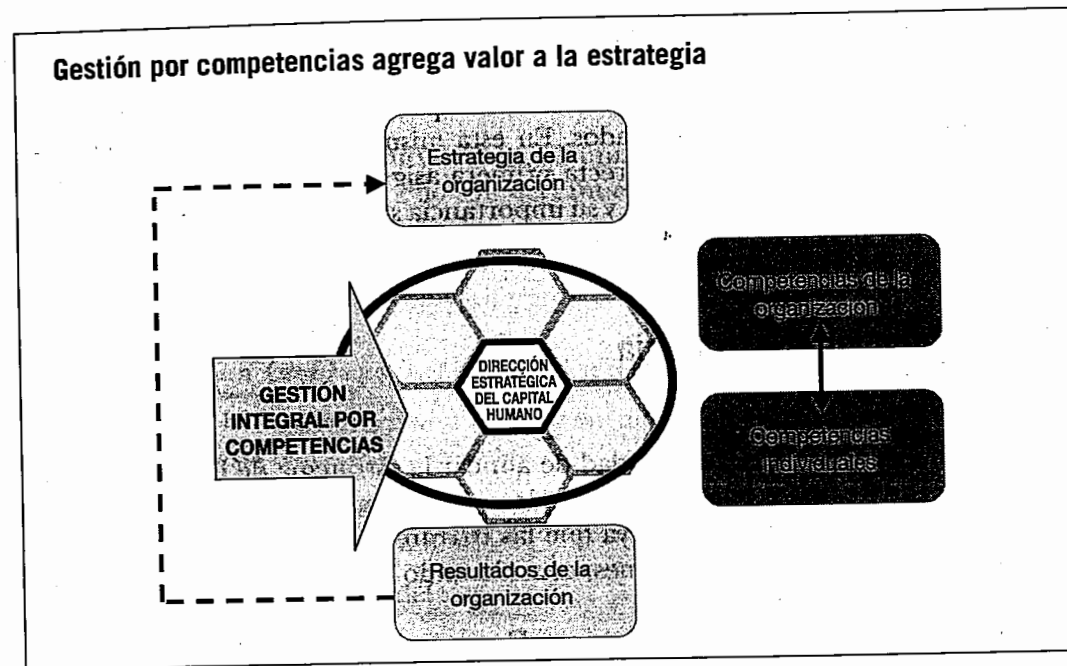 Gestión por competencias agrega valor a la estrategia
Estrategia de la
organización
Competencias de la
organización
DIRECCIÓN
ESTRATÉGICA
DEL CAPITAL
HUMANO
GESTIÓN
INTEGRAL POR
COMPETENCIAS
Competencias
individuales
Resultados de la
organización